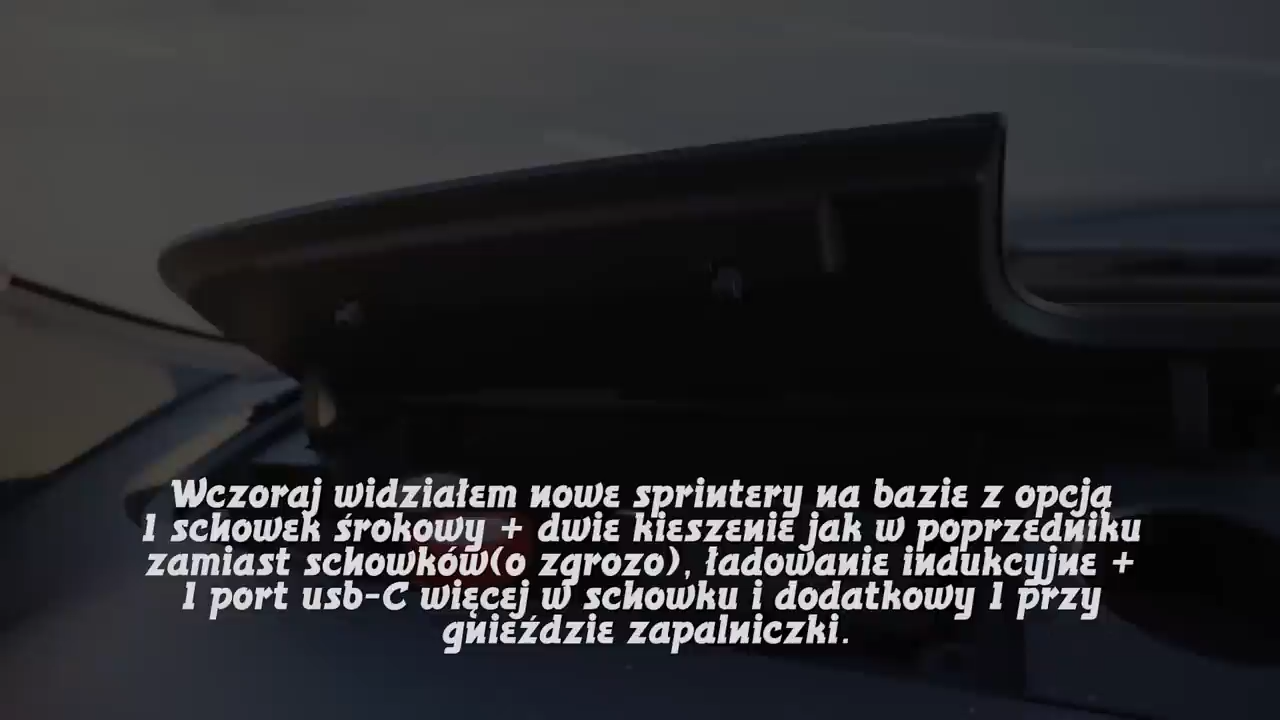 Wczoraj widziałem nowe sprintery na bazie z opcją
1 schowek śrokowy + dwie kieszenie jak w poprzedniku
zamiast schowków(o zgrozo), ładowanie indukcyjne +
1 port usb-C więcej w schowku i dodatkowy 1 przy
gnieździe zapalniczki.